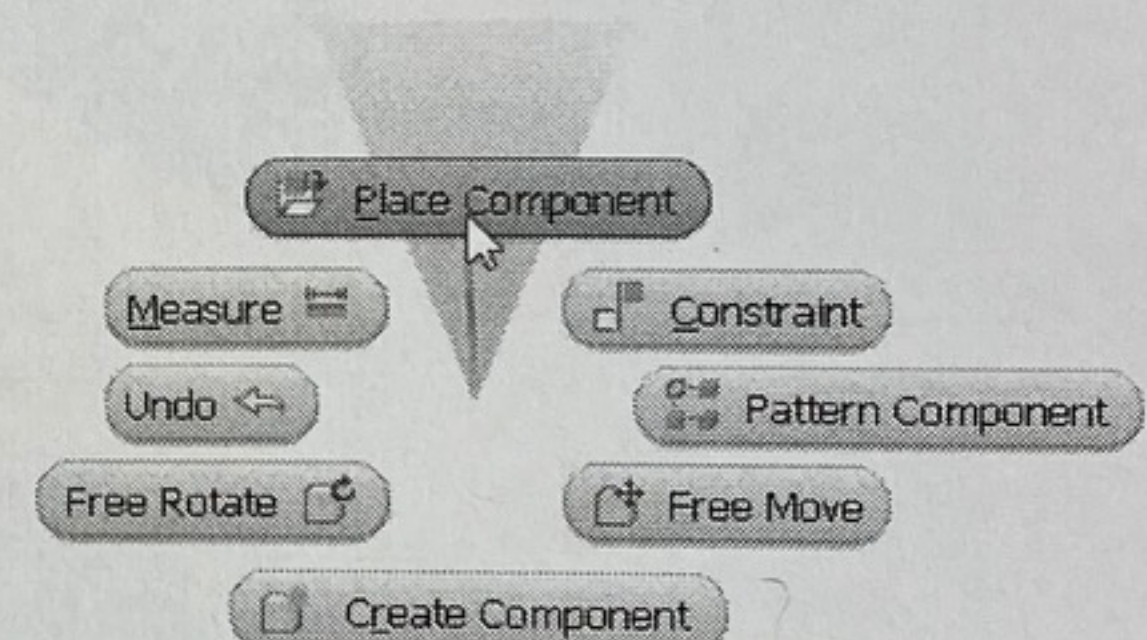 Place Component
Measure
Constraint
Undo
Pattern Component
Free Rotate
Free Move
Create Component